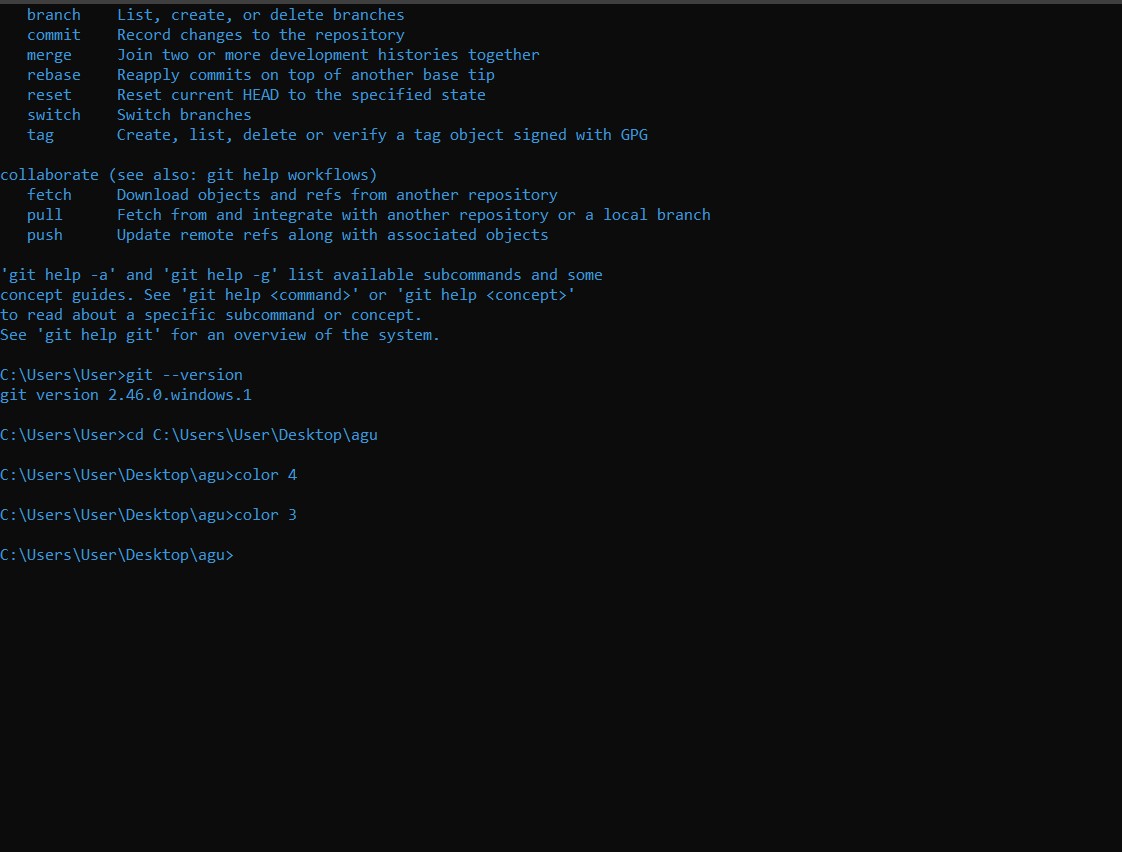 branch    List, create, or delete branches
commit    Record changes to the repository
merge     Join two or more development histories together
rebase    Reapply commits on top of another base tip
reset     Reset current HEAD to the specified state
switch    Switch branches
tag       Create, list, delete or verify a tag object signed with GPG
collaborate (see also: git help workflows)
fetch     Download objects and refs from another repository
pull      Fetch from and integrate with another repository or a local branch
push      Update remote refs along with associated objects
'git help -a' and 'git help -g' list available subcommands and some
concept guides. See 'git help <command>' or 'git help <concept>'
to read about a specific subcommand or concept.
See 'git help git' for an overview of the system.
C:\Users\User>git --version
git version 2.46.0.windows.1
C:\Users\User>cd C:\Users\User\Desktop\agu
C:\Users\User\Desktop\agu>color 4
C:\Users\User\Desktop\agu>color 3
C:\Users\User\Desktop\agu>